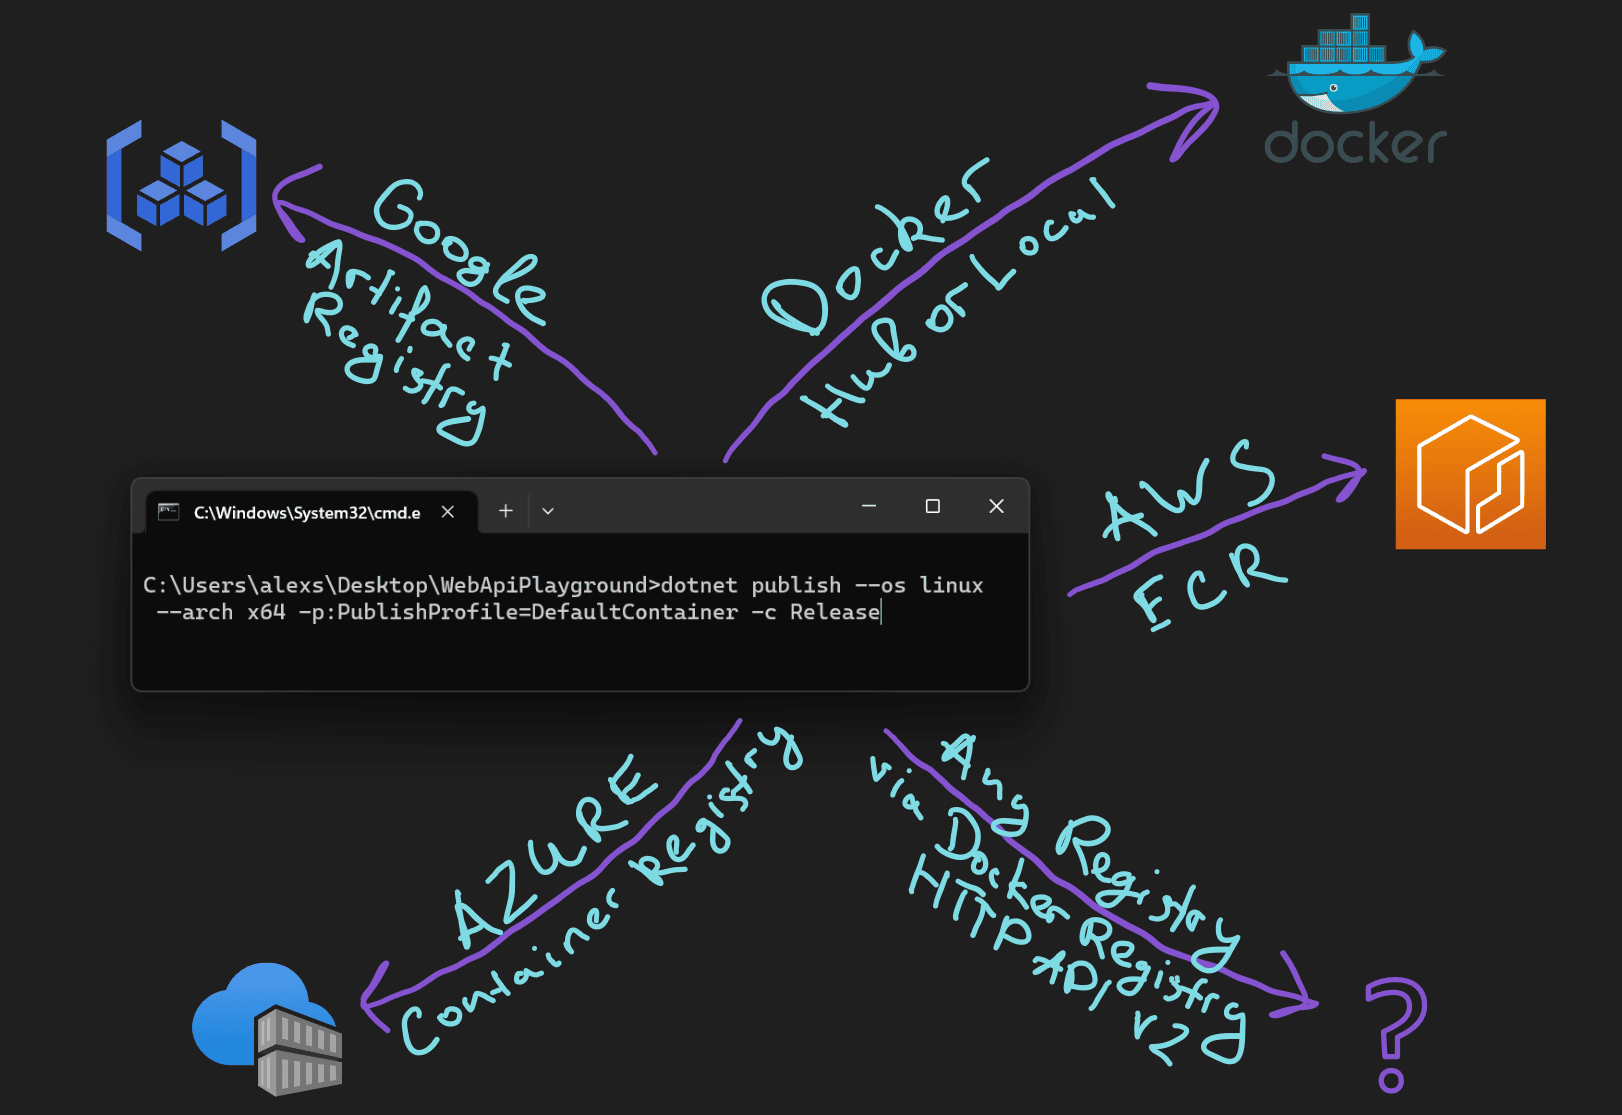 docker
Google
Artifact
Registry
Docker
Hub or Local
AWS
ECR
C:\Windows\System32\cmd.e
C:\Users\alexs\Desktop\WebApiPlayground>dotnet publish --os linux
--arch x64 -p:PublishProfile=DefaultContainer -c Release
AZURE
Container Registry
Any Registry
via Docker Registry
HTTP API V2
?